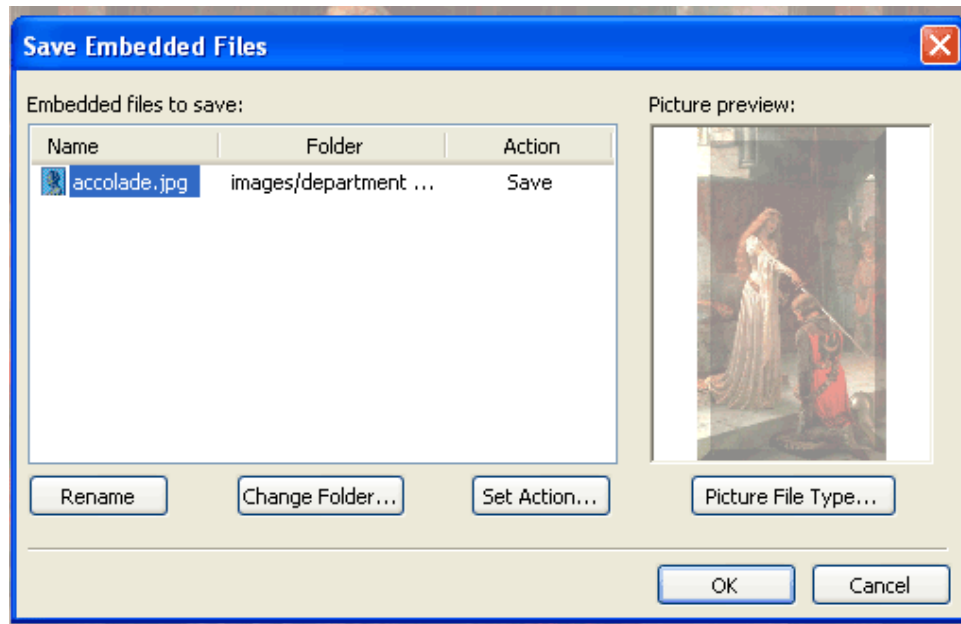 Save Embedded Files
Embedded files to save:
Picture preview:
Name Folder Action
accolade.jpg images/department ... Save
Rename Change Folder... Set Action... Picture File Type...
OK Cancel